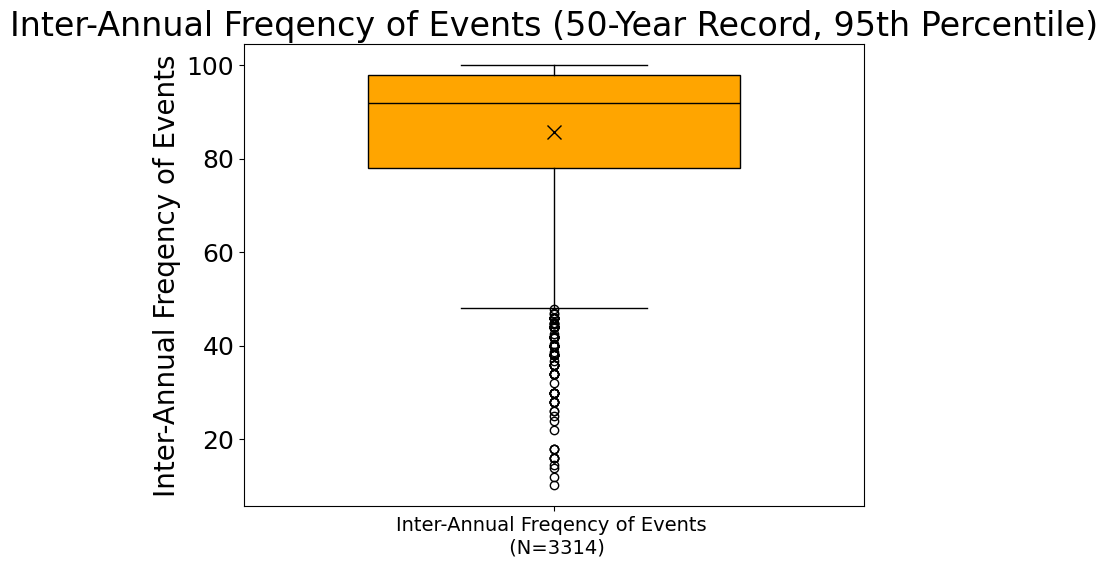 Inter-Annual Freqency of Events (50-Year Record, 95th Percentile)
Inter-Annual Freqency of Events
100
80
60
40
20
Inter-Annual Freqency of Events
(N=3314)